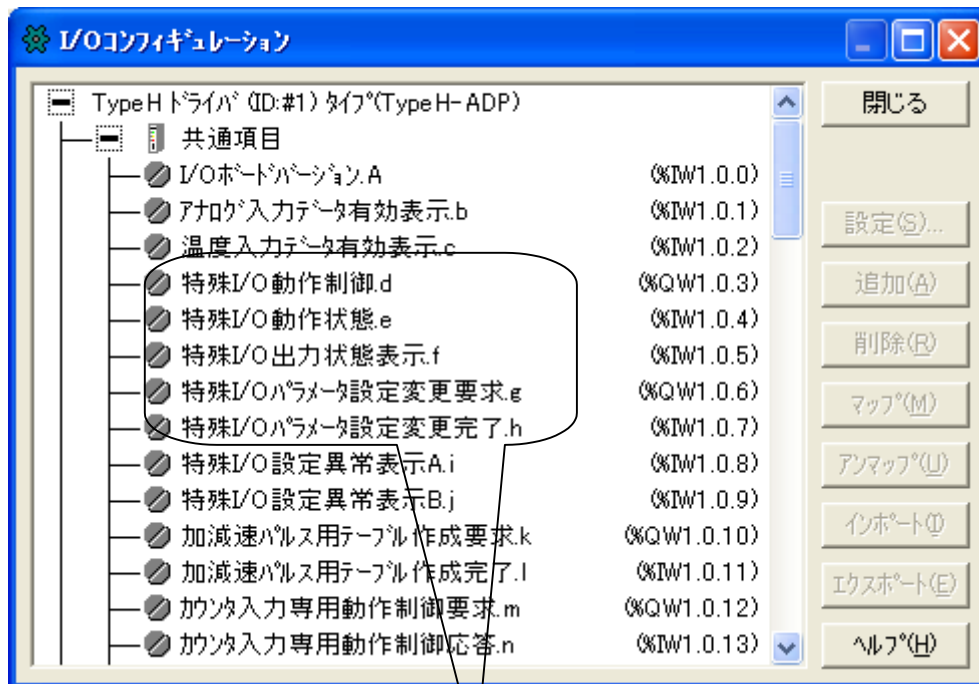 I/Oｺﾝﾌｨｷﾞｭﾚｰｼｮﾝ
TypeH ﾄﾞﾗｲﾊﾞ (ID:#1) ﾀｲﾌﾟ(TypeH-ADP)
共通項目
I/Oﾎﾞｰﾄﾞﾊﾞｰｼﾞｮﾝ.A (%IW1.0.0)
ｱﾅﾛｸﾞ入力ﾃﾞｰﾀ有効表示.b (%IW1.0.1)
温度入力ﾃﾞｰﾀ有効表示.c (%IW1.0.2)
特殊I/O動作制御.d (%QW1.0.3)
特殊I/O動作状態.e (%IW1.0.4)
特殊I/O出力状態表示.f (%IW1.0.5)
特殊I/Oﾊﾟﾗﾒｰﾀ設定変更要求.g (%QW1.0.6)
特殊I/Oﾊﾟﾗﾒｰﾀ設定変更完了.h (%IW1.0.7)
特殊I/O設定異常表示A.i (%IW1.0.8)
特殊I/O設定異常表示B.j (%IW1.0.9)
加減速ﾊﾟﾙｽ用ﾃｰﾌﾞﾙ作成要求.k (%QW1.0.10)
加減速ﾊﾟﾙｽ用ﾃｰﾌﾞﾙ作成完了.l (%IW1.0.11)
ｶｳﾝﾀ入力専用動作制御要求.m (%QW1.0.12)
ｶｳﾝﾀ入力専用動作制御応答.n (%IW1.0.13)
閉じる
設定(S)...
追加(A)
削除(R)
ﾏｯﾌﾟ(M)
ｱﾝﾏｯﾌﾟ(U)
ｲﾝﾎﾟｰﾄ(I)
ｴｸｽﾎﾟｰﾄ(E)
ﾍﾙﾌﾟ(H)